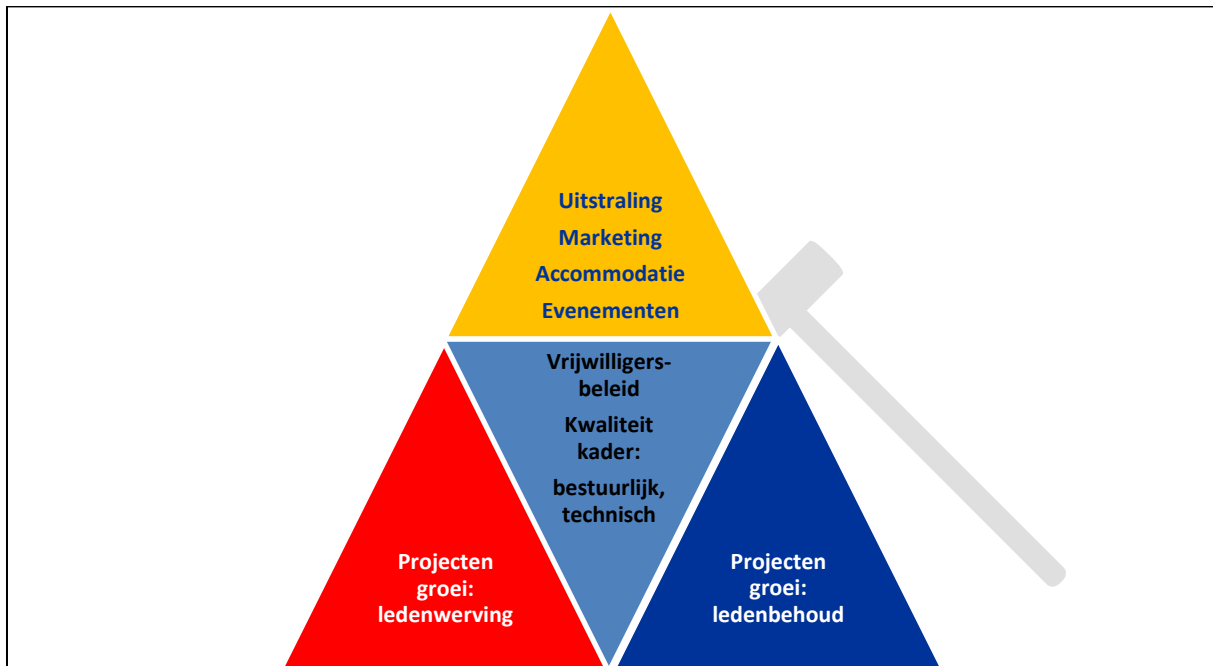 Uitstraling
Marketing
Accommodatie
Evenementen
Vrijwilligers-
beleid
Kwaliteit
kader:
bestuurlijk,
technisch
Projecten
groei:
ledenwerving
Projecten
groei:
ledenbehoud